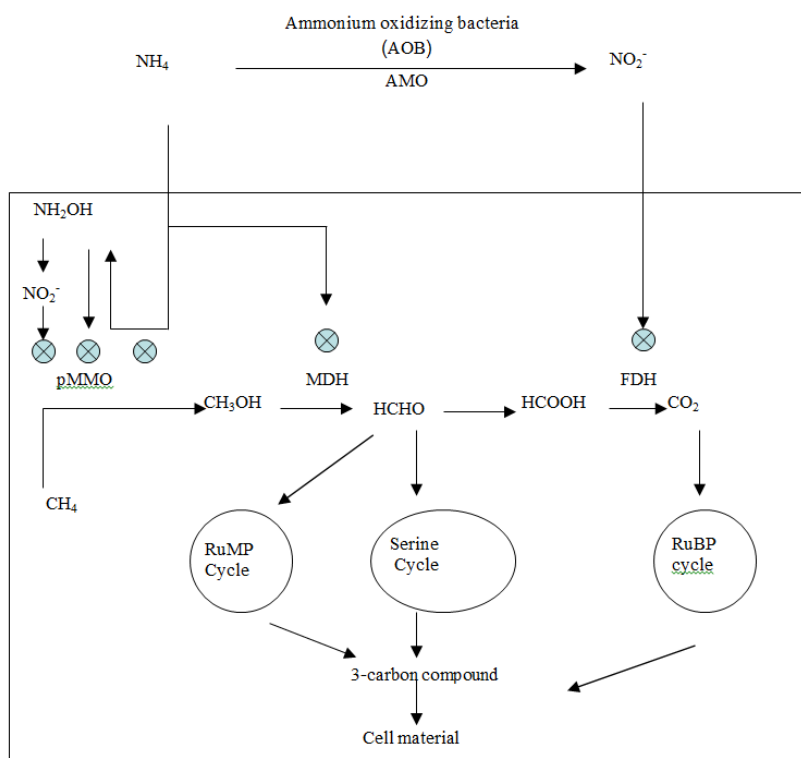 Ammonium oxidizing bacteria
(AOB)
NH₄
NO₂⁻
AMO
NH₂OH
NO₂⁻
pMMO
MDH
FDH
CH₃OH
HCHO
HCOOH
CO₂
CH₄
RuMP
Cycle
Serine
Cycle
RuBP
cycle
3-carbon compound
Cell material